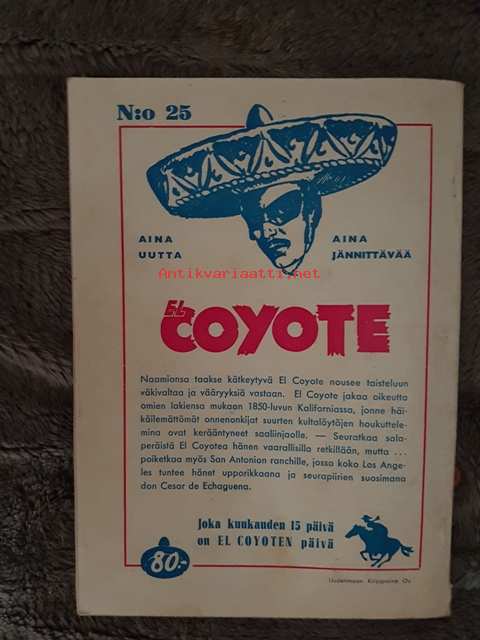 N:o 25
AINA
UUTTA
AINA
JÄNNITTÄVÄÄ
Antikvariaatti.net
EL
COYOTE
Naamionsa taakse kätkeytyvä El Coyote nousee taisteluun
väkivaltaa ja vääryyksiä vastaan. El Coyote jakaa oikeutta
omien lakiensa mukaan 1850-luvun Kaliforniassa, jonne häi-
käilemättömät onnenonkijat suurten kultalöytöjen houkuttele-
mina ovat kerääntyneet saaliinjaolle. — Seuratkaa sala-
peräistä El Coyotea hänen vaarallisilla retkillään, mutta ...
poiketkaa myös San Antonion ranchille, jossa koko Los Ange-
les tuntee hänet upporikkaana ja seurapiirien suosimana
don Cesar de Echaguena.
Joka kuukauden 15 päivä
on EL COYOTEN päivä
80:-
Uudenmaan Kirjapaino Oy